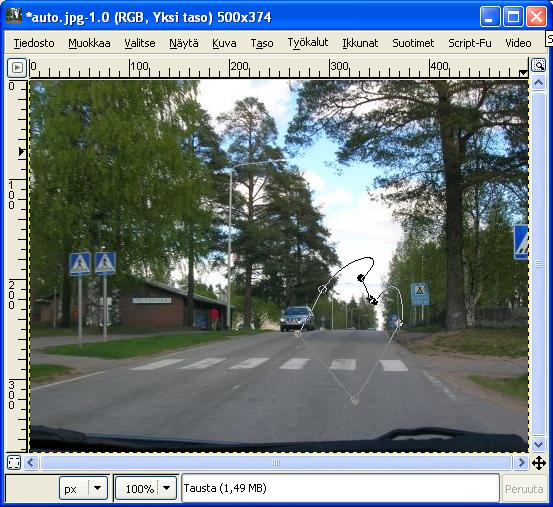 *auto.jpg-1.0 (RGB, Yksi taso) 500x374
Tiedosto Muokkaa Valitse Näytä Kuva Taso Työkalut Ikkunat Suotimet Script-Fu Video
0 100 200 300 400
0
100
200
300
px 100% Tausta (1,49 MB) Peruuta